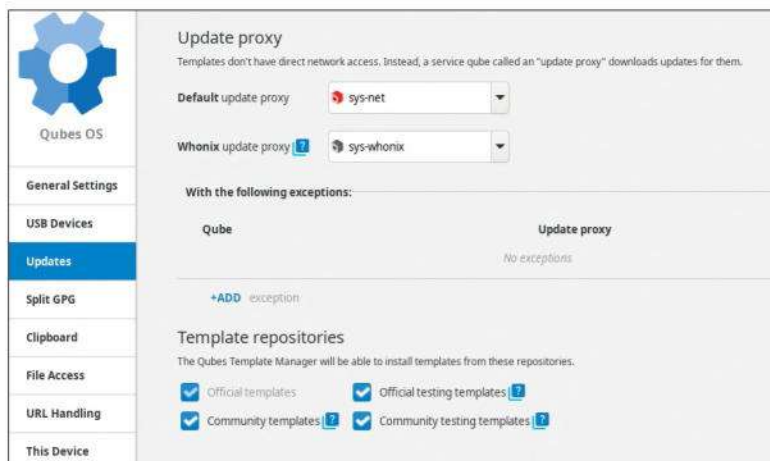 Qubes OS
General Settings
USB Devices
Updates
Split GPG
Clipboard
File Access
URL Handling
This Device
Update proxy
Templates don't have direct network access. Instead, a service qube called an "update proxy" downloads updates for them.
Default update proxy sys-net
Whonix update proxy ? sys-whonix
With the following exceptions:
Qube Update proxy
No exceptions
+ADD exception
Template repositories
The Qubes Template Manager will be able to install templates from these repositories.
Official templates Official testing templates ?
Community templates ? Community testing templates ?